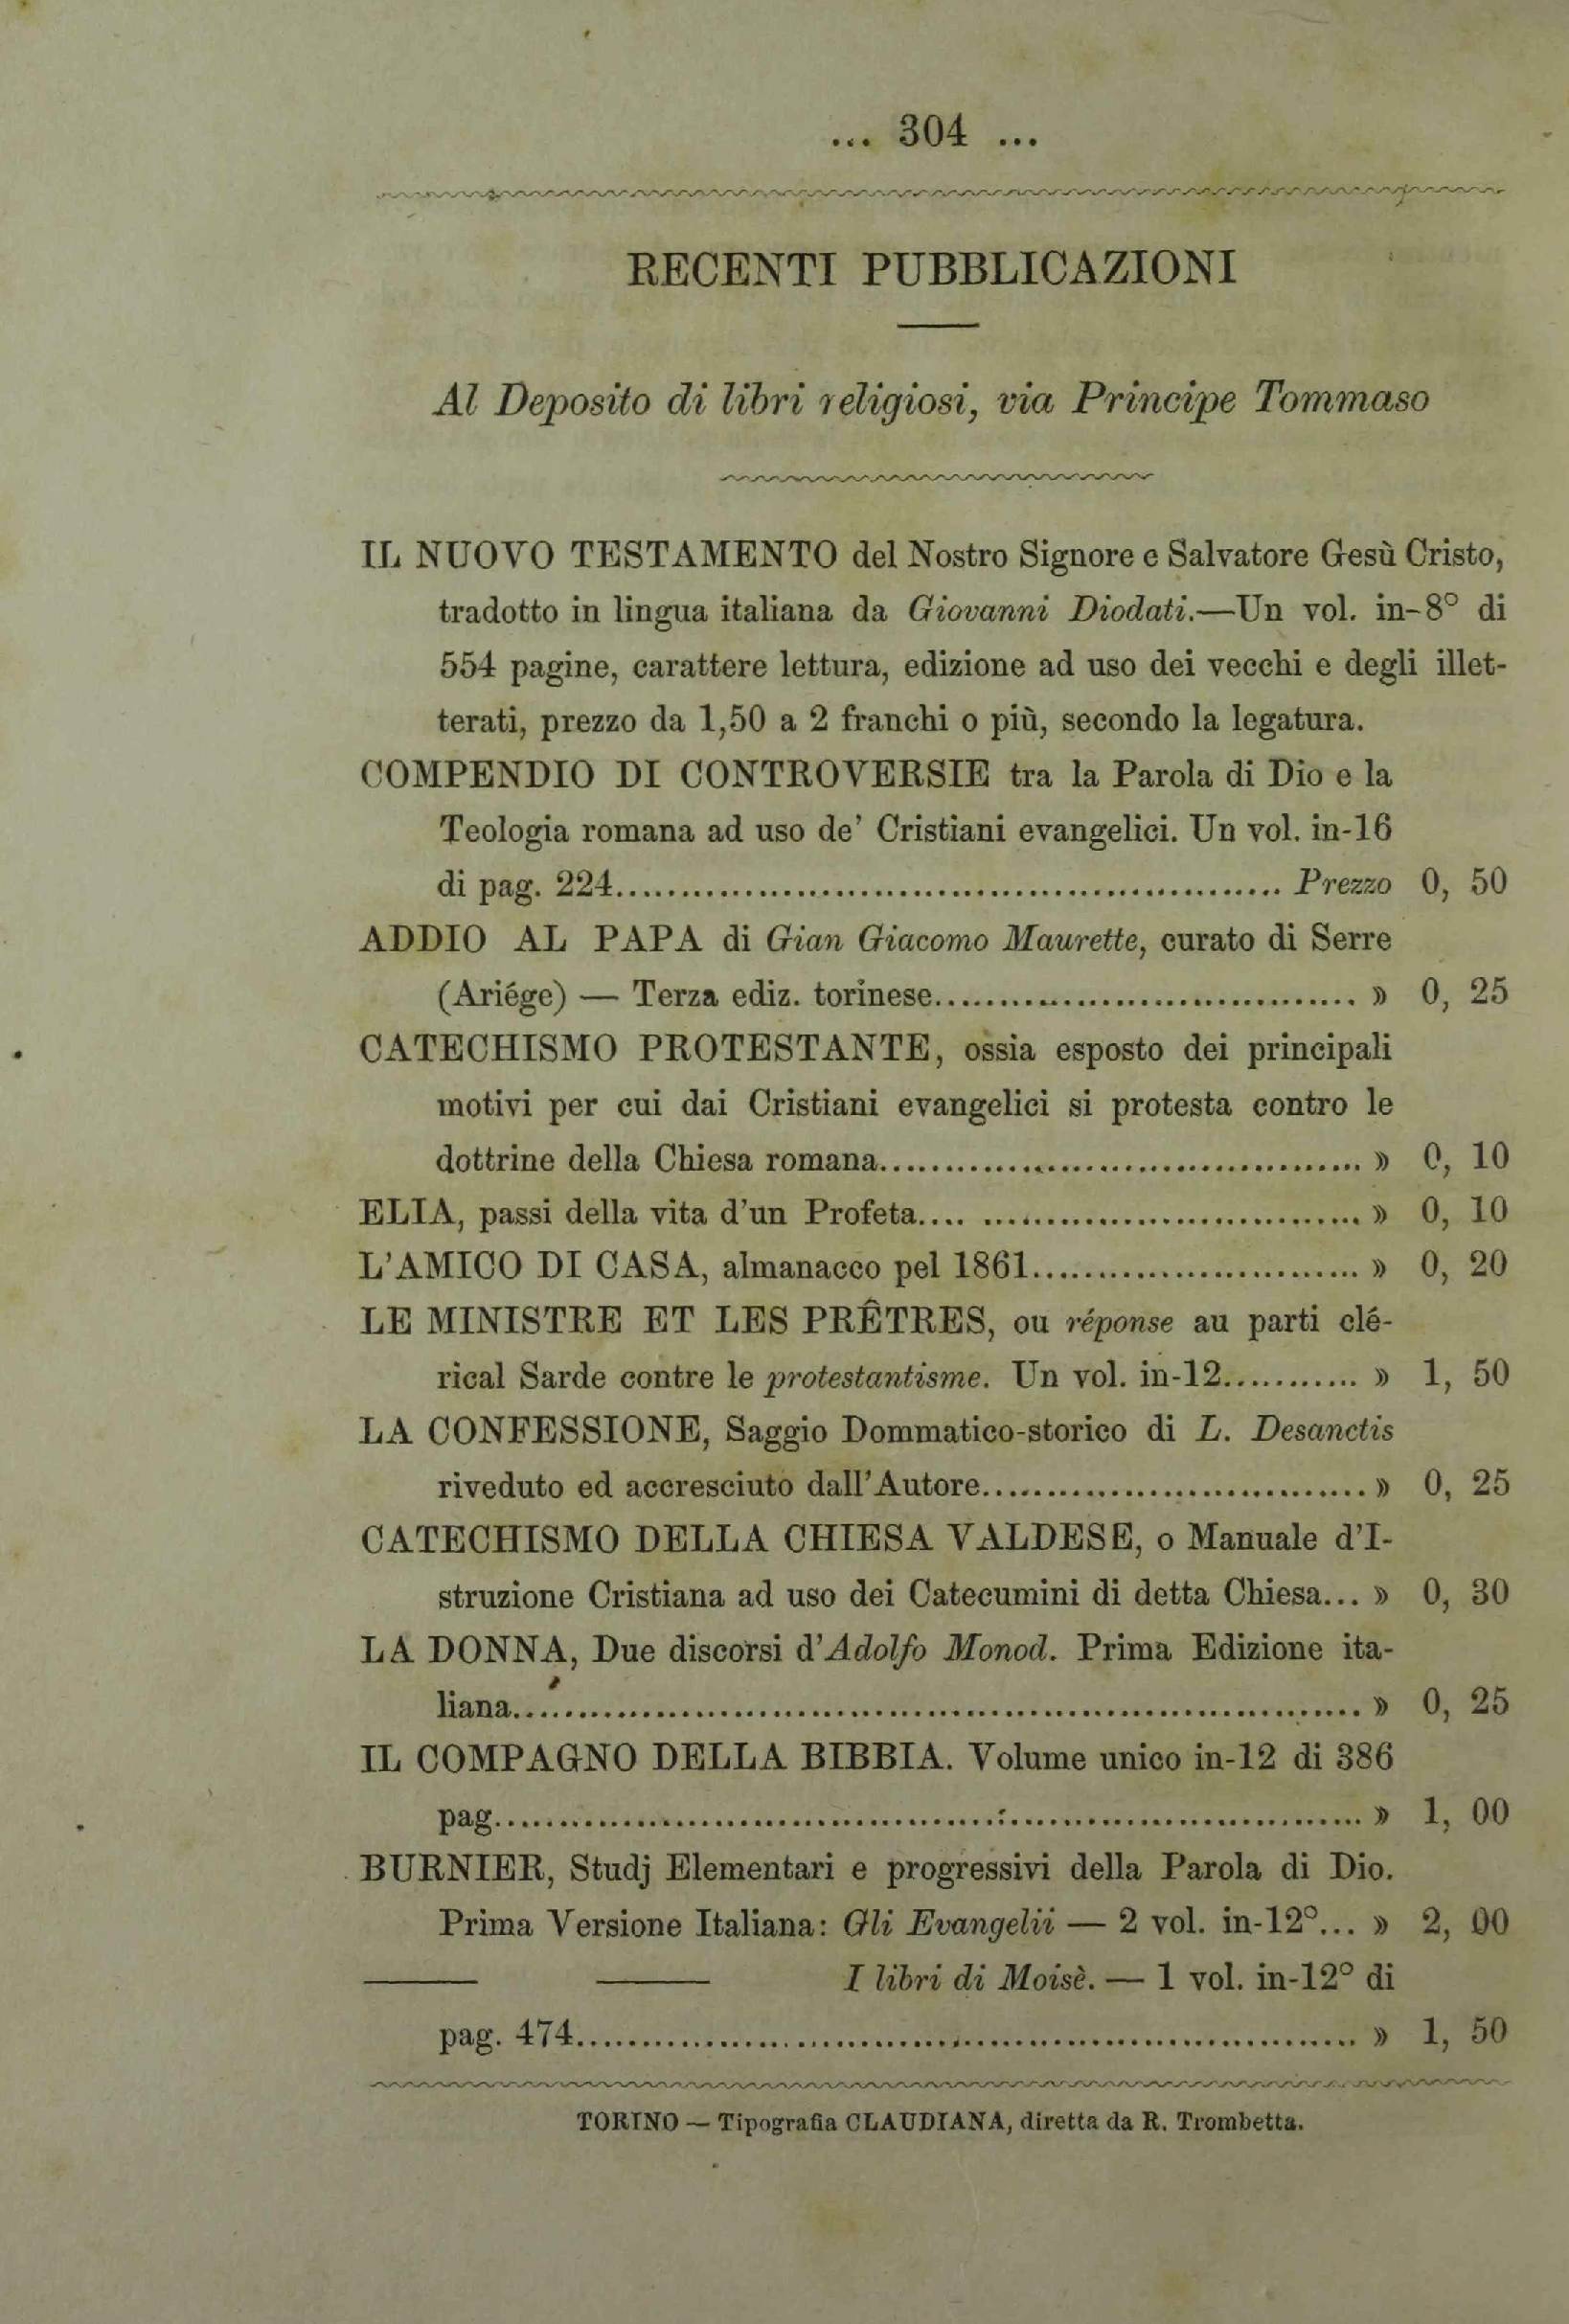 ... 304 ...
RECENTI PUBBLICAZIONI
Al Deposito di libri religiosi, via Principe Tommaso
IL NUOVO TESTAMENTO del Nostro Signore e Salvatore Gesù Cristo,
tradotto in lingua italiana da Giovanni Diodati.—Un vol. in-8° di
554 pagine, carattere lettura, edizione ad uso dei vecchi e degli illet-
terati, prezzo da 1,50 a 2 franchi o più, secondo la legatura.
COMPENDIO DI CONTROVERSIE tra la Parola di Dio e la
Teologia romana ad uso de' Cristiani evangelici. Un vol. in-16
di pag. 224.................................................... Prezzo 0, 50
ADDIO AL PAPA di Gian Giacomo Maurette, curato di Serre
(Ariége) — Terza ediz. torinese................................. » 0, 25
CATECHISMO PROTESTANTE, ossia esposto dei principali
motivi per cui dai Cristiani evangelici si protesta contro le
dottrine della Chiesa romana...................................... » 0, 10
ELIA, passi della vita d'un Profeta.... .............................. » 0, 10
L'AMICO DI CASA, almanacco pel 1861.......................... » 0, 20
LE MINISTRE ET LES PRÊTRES, ou réponse au parti clé-
rical Sarde contre le protestantisme. Un vol. in-12........... » 1, 50
LA CONFESSIONE, Saggio Dommatico-storico di L. Desanctis
riveduto ed accresciuto dall'Autore.............................. » 0, 25
CATECHISMO DELLA CHIESA VALDESE, o Manuale d'I-
struzione Cristiana ad uso dei Catecumini di detta Chiesa... » 0, 30
LA DONNA, Due discorsi d'Adolfo Monod. Prima Edizione ita-
liana.................................................................. » 0, 25
IL COMPAGNO DELLA BIBBIA. Volume unico in-12 di 386
pag.................................................................... » 1, 00
BURNIER, Studj Elementari e progressivi della Parola di Dio.
Prima Versione Italiana: Gli Evangelii — 2 vol. in-12°... » 2, 00
—— —— I libri di Moisè. — 1 vol. in-12° di
pag. 474............................................................. » 1, 50
TORINO — Tipografia CLAUDIANA, diretta da R. Trombetta.